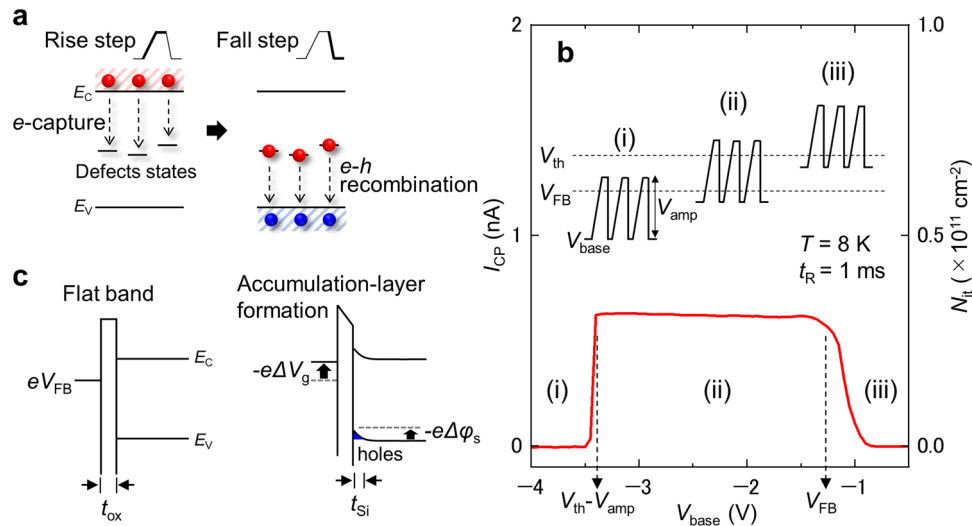 a
Rise step
Fall step
E_C
e-capture
Defects states
e-h
recombination
E_V
c
Flat band
Accumulation-layer
formation
E_C
-eΔV_g
eV_FB
E_V
-eΔφ_s
holes
t_ox
t_Si
b
2
1.0
(iii)
(ii)
(i)
V_th
V_FB
V_amp
V_base
I_CP (nA)
1
0.5
N_it (× 10^11 cm^-2)
T = 8 K
t_R = 1 ms
(i)
(ii)
(iii)
0
0.0
−4
−3
−2
−1
V_th-V_amp
V_base (V)
V_FB